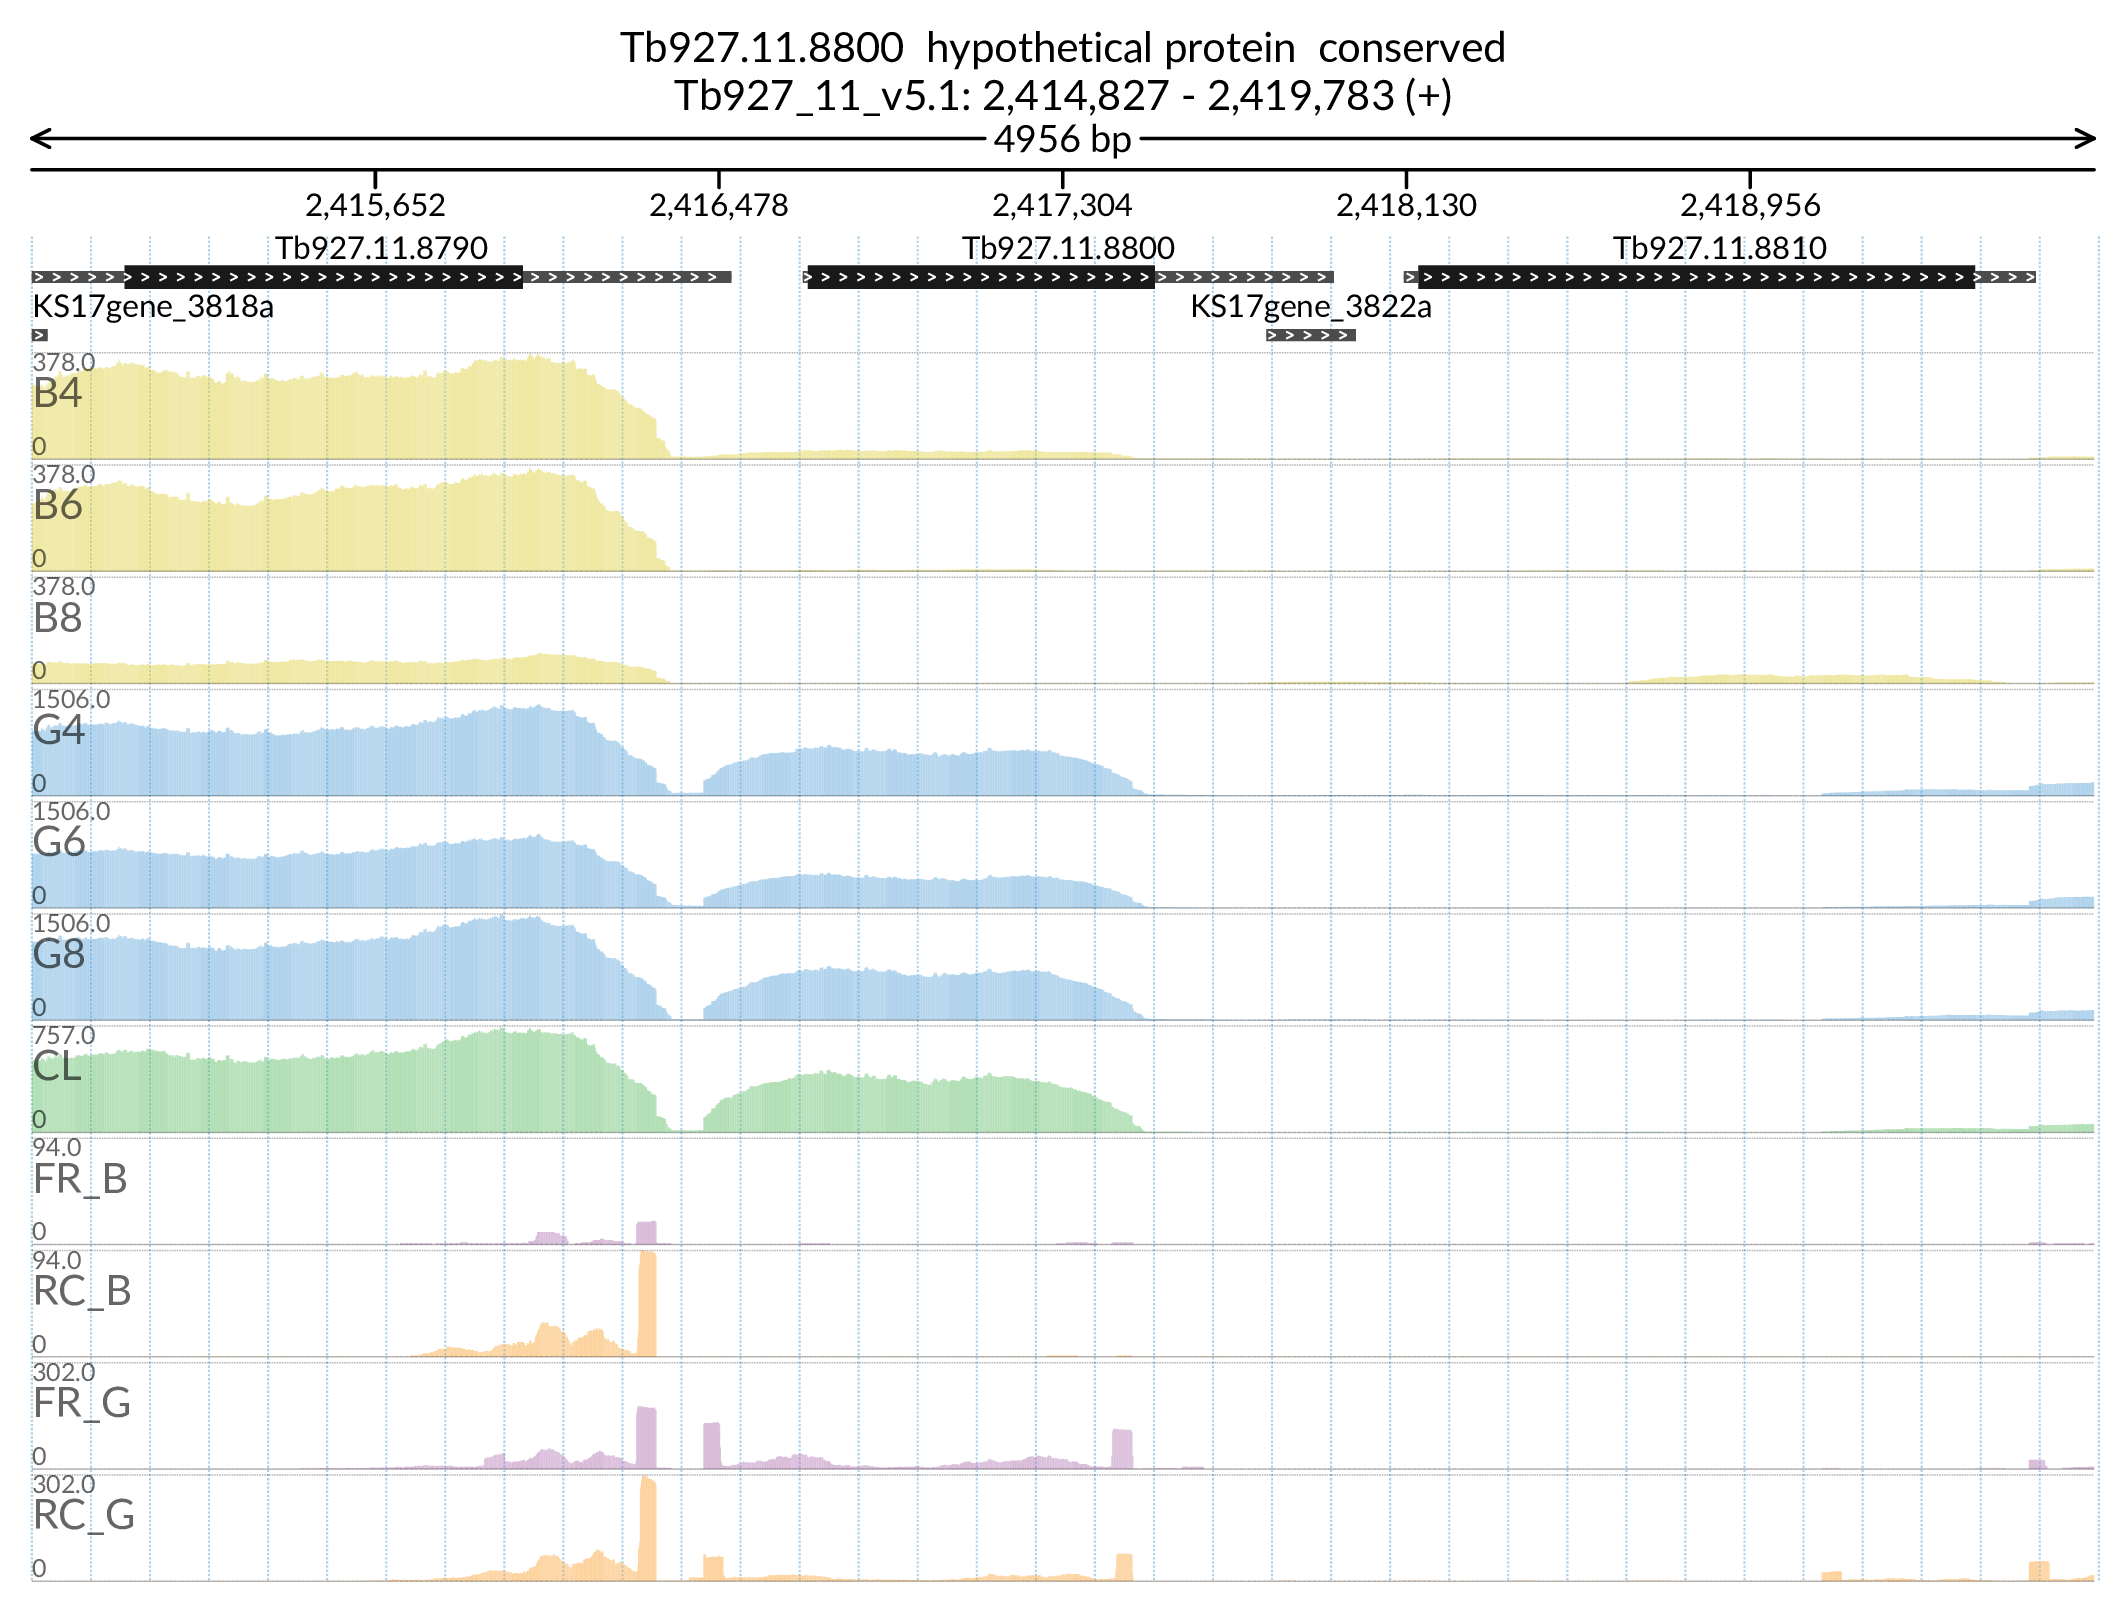 Tb927.11.8800 hypothetical protein conserved
Tb927_11_v5.1: 2,414,827 - 2,419,783 (+)
4956 bp
2,415,652 2,416,478 2,417,304 2,418,130 2,418,956
Tb927.11.8790 Tb927.11.8800 Tb927.11.8810
KS17gene_3818a KS17gene_3822a
378.0
B4
0
378.0
B6
0
378.0
B8
0
1506.0
G4
0
1506.0
G6
0
1506.0
G8
0
757.0
CL
0
94.0
FR_B
0
94.0
RC_B
0
302.0
FR_G
0
302.0
RC_G
0